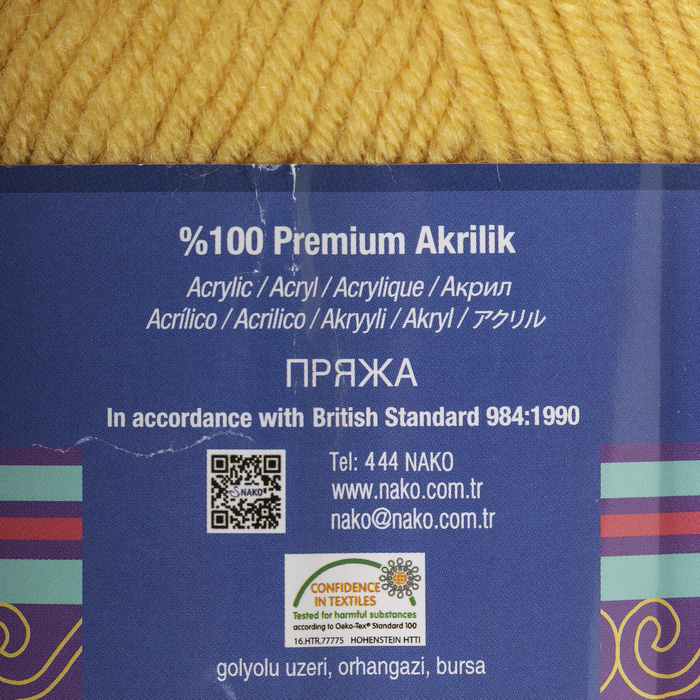 %100 Premium Akrilik
Acrylic / Acryl / Acrylique / Акрил
Acrílico / Acrilico / Akryyli / Akryl / アクリル
ПРЯЖА
In accordance with British Standard 984:1990
NAKO
Tel: 444 NAKO
www.nako.com.tr
nako@nako.com.tr
CONFIDENCE
IN TEXTILES
Tested for harmful substances
according to Oeko-Tex® Standard 100
16.HTR.77775 HOHENSTEIN HTTI
golyolu uzeri, orhangazi, bursa